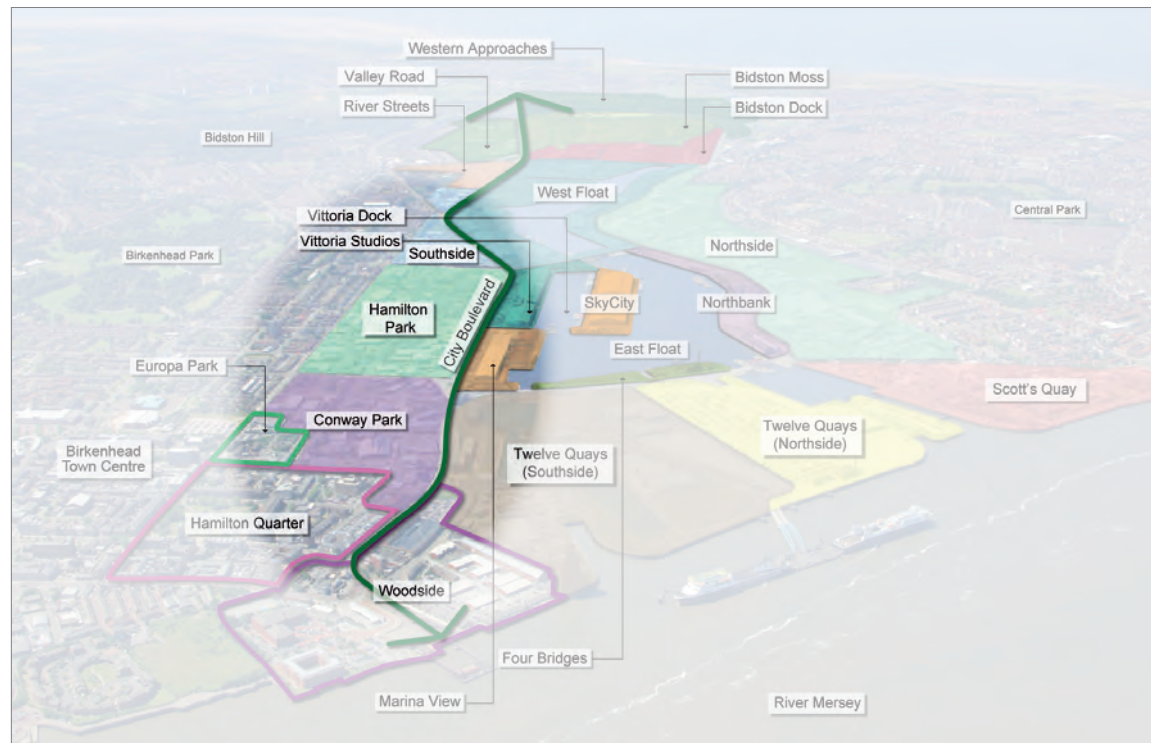 Western Approaches
Valley Road
Bidston Moss
River Streets
Bidston Dock
Bidston Hill
West Float
Central Park
Vittoria Dock
Vittoria Studios
Northside
Southside
Birkenhead Park
SkyCity
Northbank
Hamilton
Park
City Boulevard
East Float
Europa Park
Scott's Quay
Conway Park
Twelve Quays
(Northside)
Birkenhead
Town Centre
Twelve Quays
(Southside)
Hamilton Quarter
Woodside
Four Bridges
Marina View
River Mersey